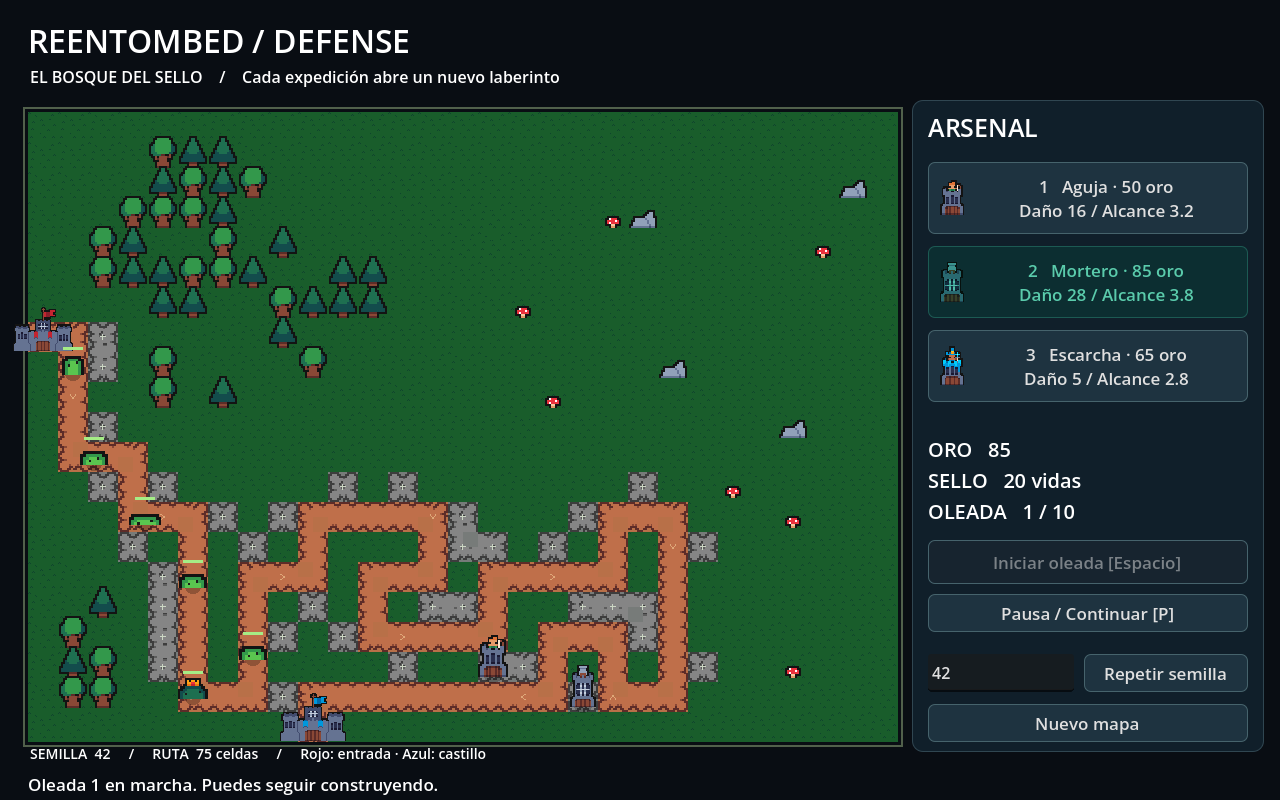 REENTOMBED / DEFENSE
EL BOSQUE DEL SELLO / Cada expedición abre un nuevo laberinto
ARSENAL
1 Aguja · 50 oro
Daño 16 / Alcance 3.2
2 Mortero · 85 oro
Daño 28 / Alcance 3.8
3 Escarcha · 65 oro
Daño 5 / Alcance 2.8
ORO 85
SELLO 20 vidas
OLEADA 1 / 10
Iniciar oleada [Espacio]
Pausa / Continuar [P]
42
Repetir semilla
Nuevo mapa
SEMILLA 42 / RUTA 75 celdas / Rojo: entrada · Azul: castillo
Oleada 1 en marcha. Puedes seguir construyendo.